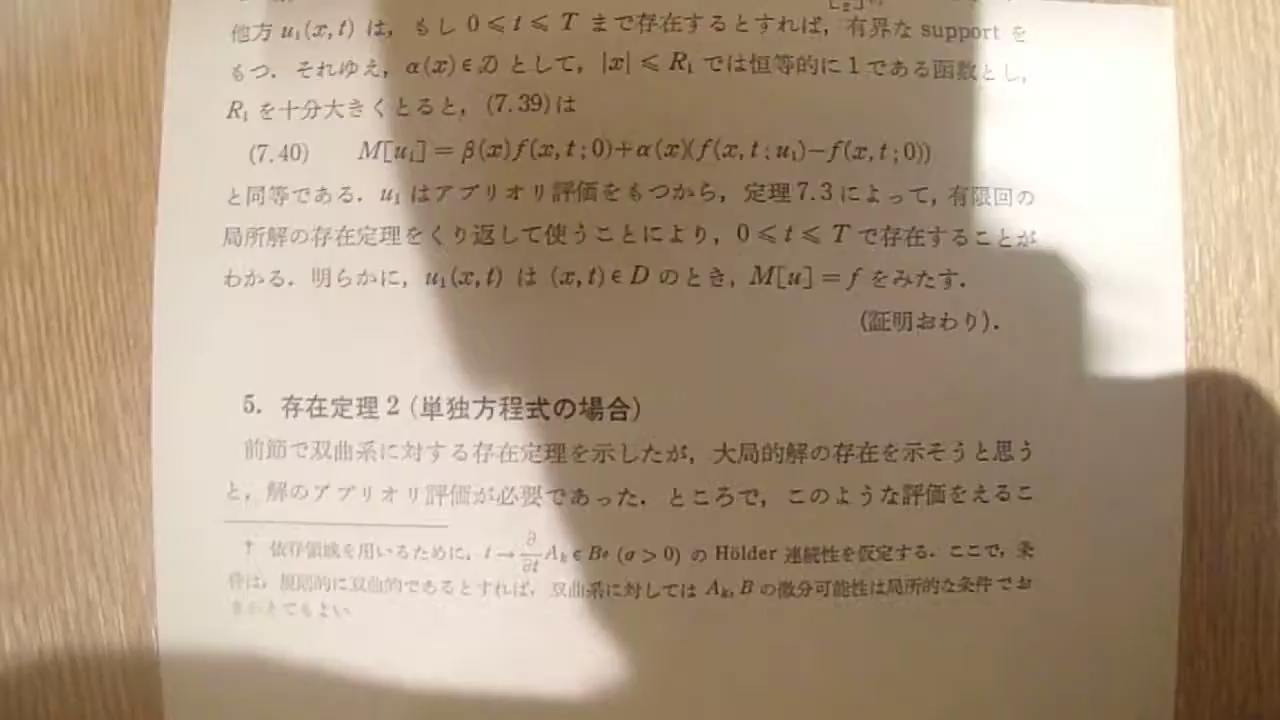 他方 u₁(x,t) は，もし 0≤t≤T まで存在するとすれば，有界な support を
もつ．それゆえ，α(x)∈𝒟 として，|x|≤R₁ では恒等的に1である函数とし，
R₁ を十分大きくとると，(7.39)は
(7.40) M[u₁]=β(x)f(x,t;0)+α(x)(f(x,t;u₁)−f(x,t;0))
と同等である．u₁ はアプリオリ評価をもつから，定理7.3によって，有限回の
局所解の存在定理をくり返して使うことにより，0≤t≤T で存在することが
わかる．明らかに，u₁(x,t) は (x,t)∈D のとき，M[u]=f をみたす．
(証明おわり)．
5. 存在定理2（単独方程式の場合）
前節で双曲系に対する存在定理を示したが，大局的解の存在を示そうと思う
と，解のアプリオリ評価が必要であった．ところで，このような評価をえるこ
† 依存領域を用いるために，t→∂/∂t A_k∈ (σ>0) の Hölder 連続性を仮定する．ここで，条
件は，規則的に双曲的であるとすれば，双曲系に対しては A_k, B の微分可能性は局所的な条件でお
きかえてもよい